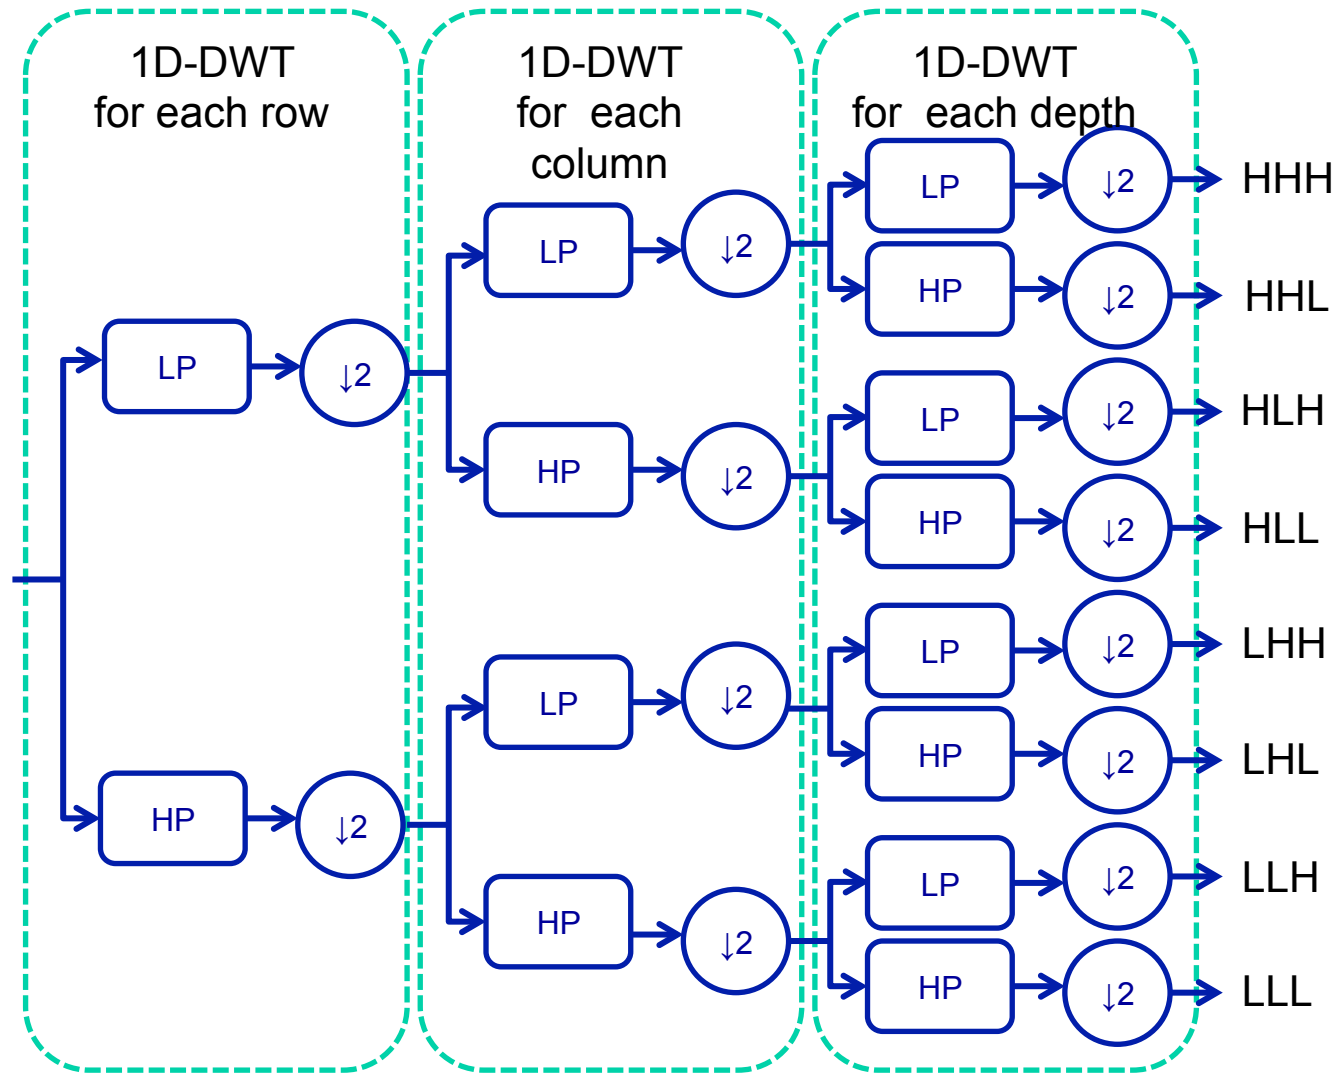 1D-DWT
for each row
LP
↓2
HP
↓2
1D-DWT
for each
column
LP
↓2
HP
↓2
LP
↓2
HP
↓2
1D-DWT
for each depth
LP
↓2
HHH
HP
↓2
HHL
LP
↓2
HLH
HP
↓2
HLL
LP
↓2
LHH
HP
↓2
LHL
LP
↓2
LLH
HP
↓2
LLL